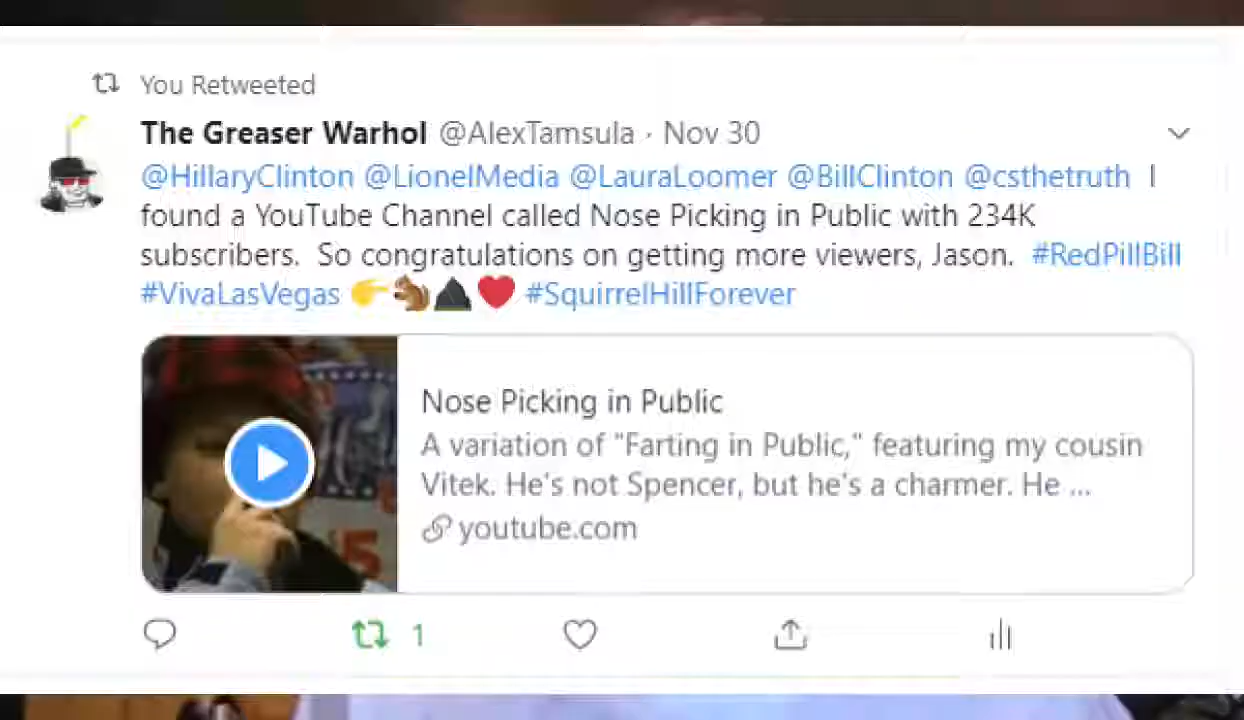 You Retweeted
The Greaser Warhol @AlexTamsula · Nov 30
@HillaryClinton @LionelMedia @LauraLoomer @BillClinton @csthetruth I
found a YouTube Channel called Nose Picking in Public with 234K
subscribers. So congratulations on getting more viewers, Jason. #RedPillBill
#VivaLasVegas 👉🐿️⛰️❤️ #SquirrelHillForever
Nose Picking in Public
A variation of "Farting in Public," featuring my cousin
Vitek. He's not Spencer, but he's a charmer. He ...
youtube.com
1